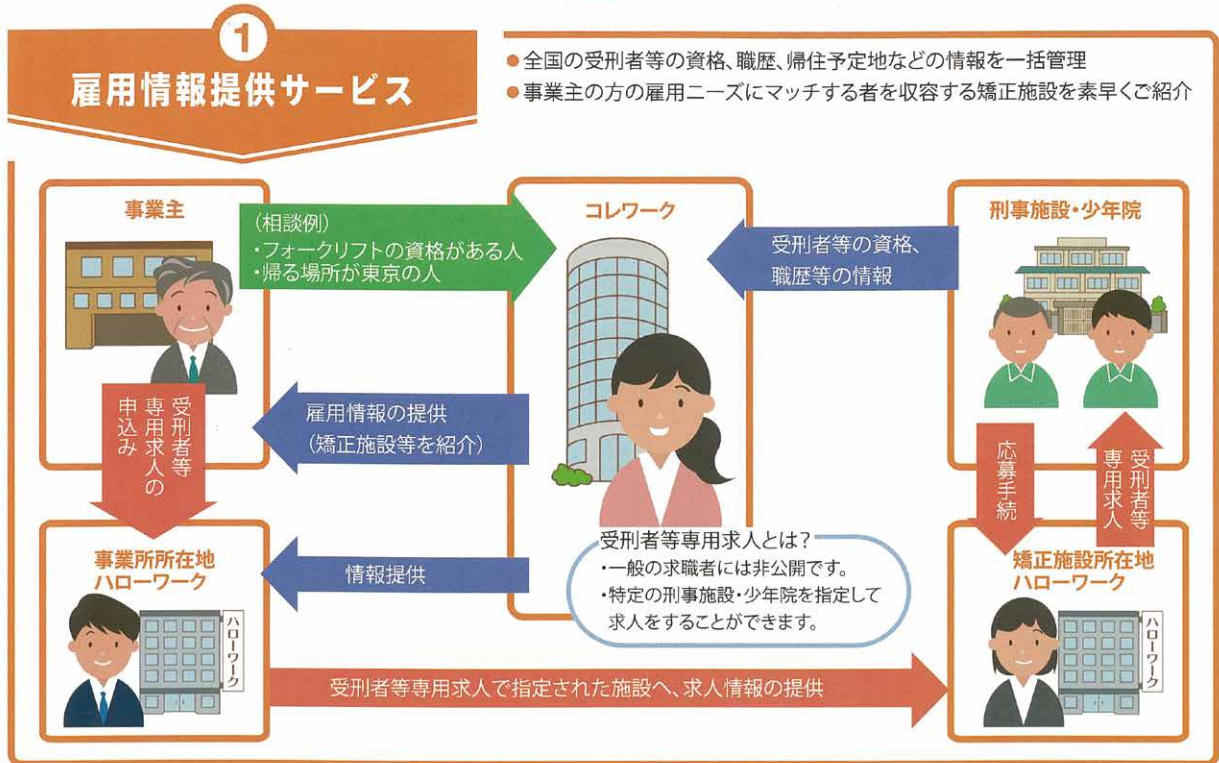 1
雇用情報提供サービス
●全国の受刑者等の資格、職歴、帰住予定地などの情報を一括管理
●事業主の方の雇用ニーズにマッチする者を収容する矯正施設を素早くご紹介
事業主
(相談例)
・フォークリフトの資格がある人
・帰る場所が東京の人
コレワーク
受刑者等の資格、
職歴等の情報
刑事施設・少年院
受刑者等
専用求人の
申込み
雇用情報の提供
(矯正施設等を紹介)
応募手続
受刑者等
専用求人
事業所所在地
ハローワーク
ハローワーク
情報提供
受刑者等専用求人とは?
・一般の求職者には非公開です。
・特定の刑事施設・少年院を指定して
求人をすることができます。
矯正施設所在地
ハローワーク
ハローワーク
受刑者等専用求人で指定された施設へ、求人情報の提供